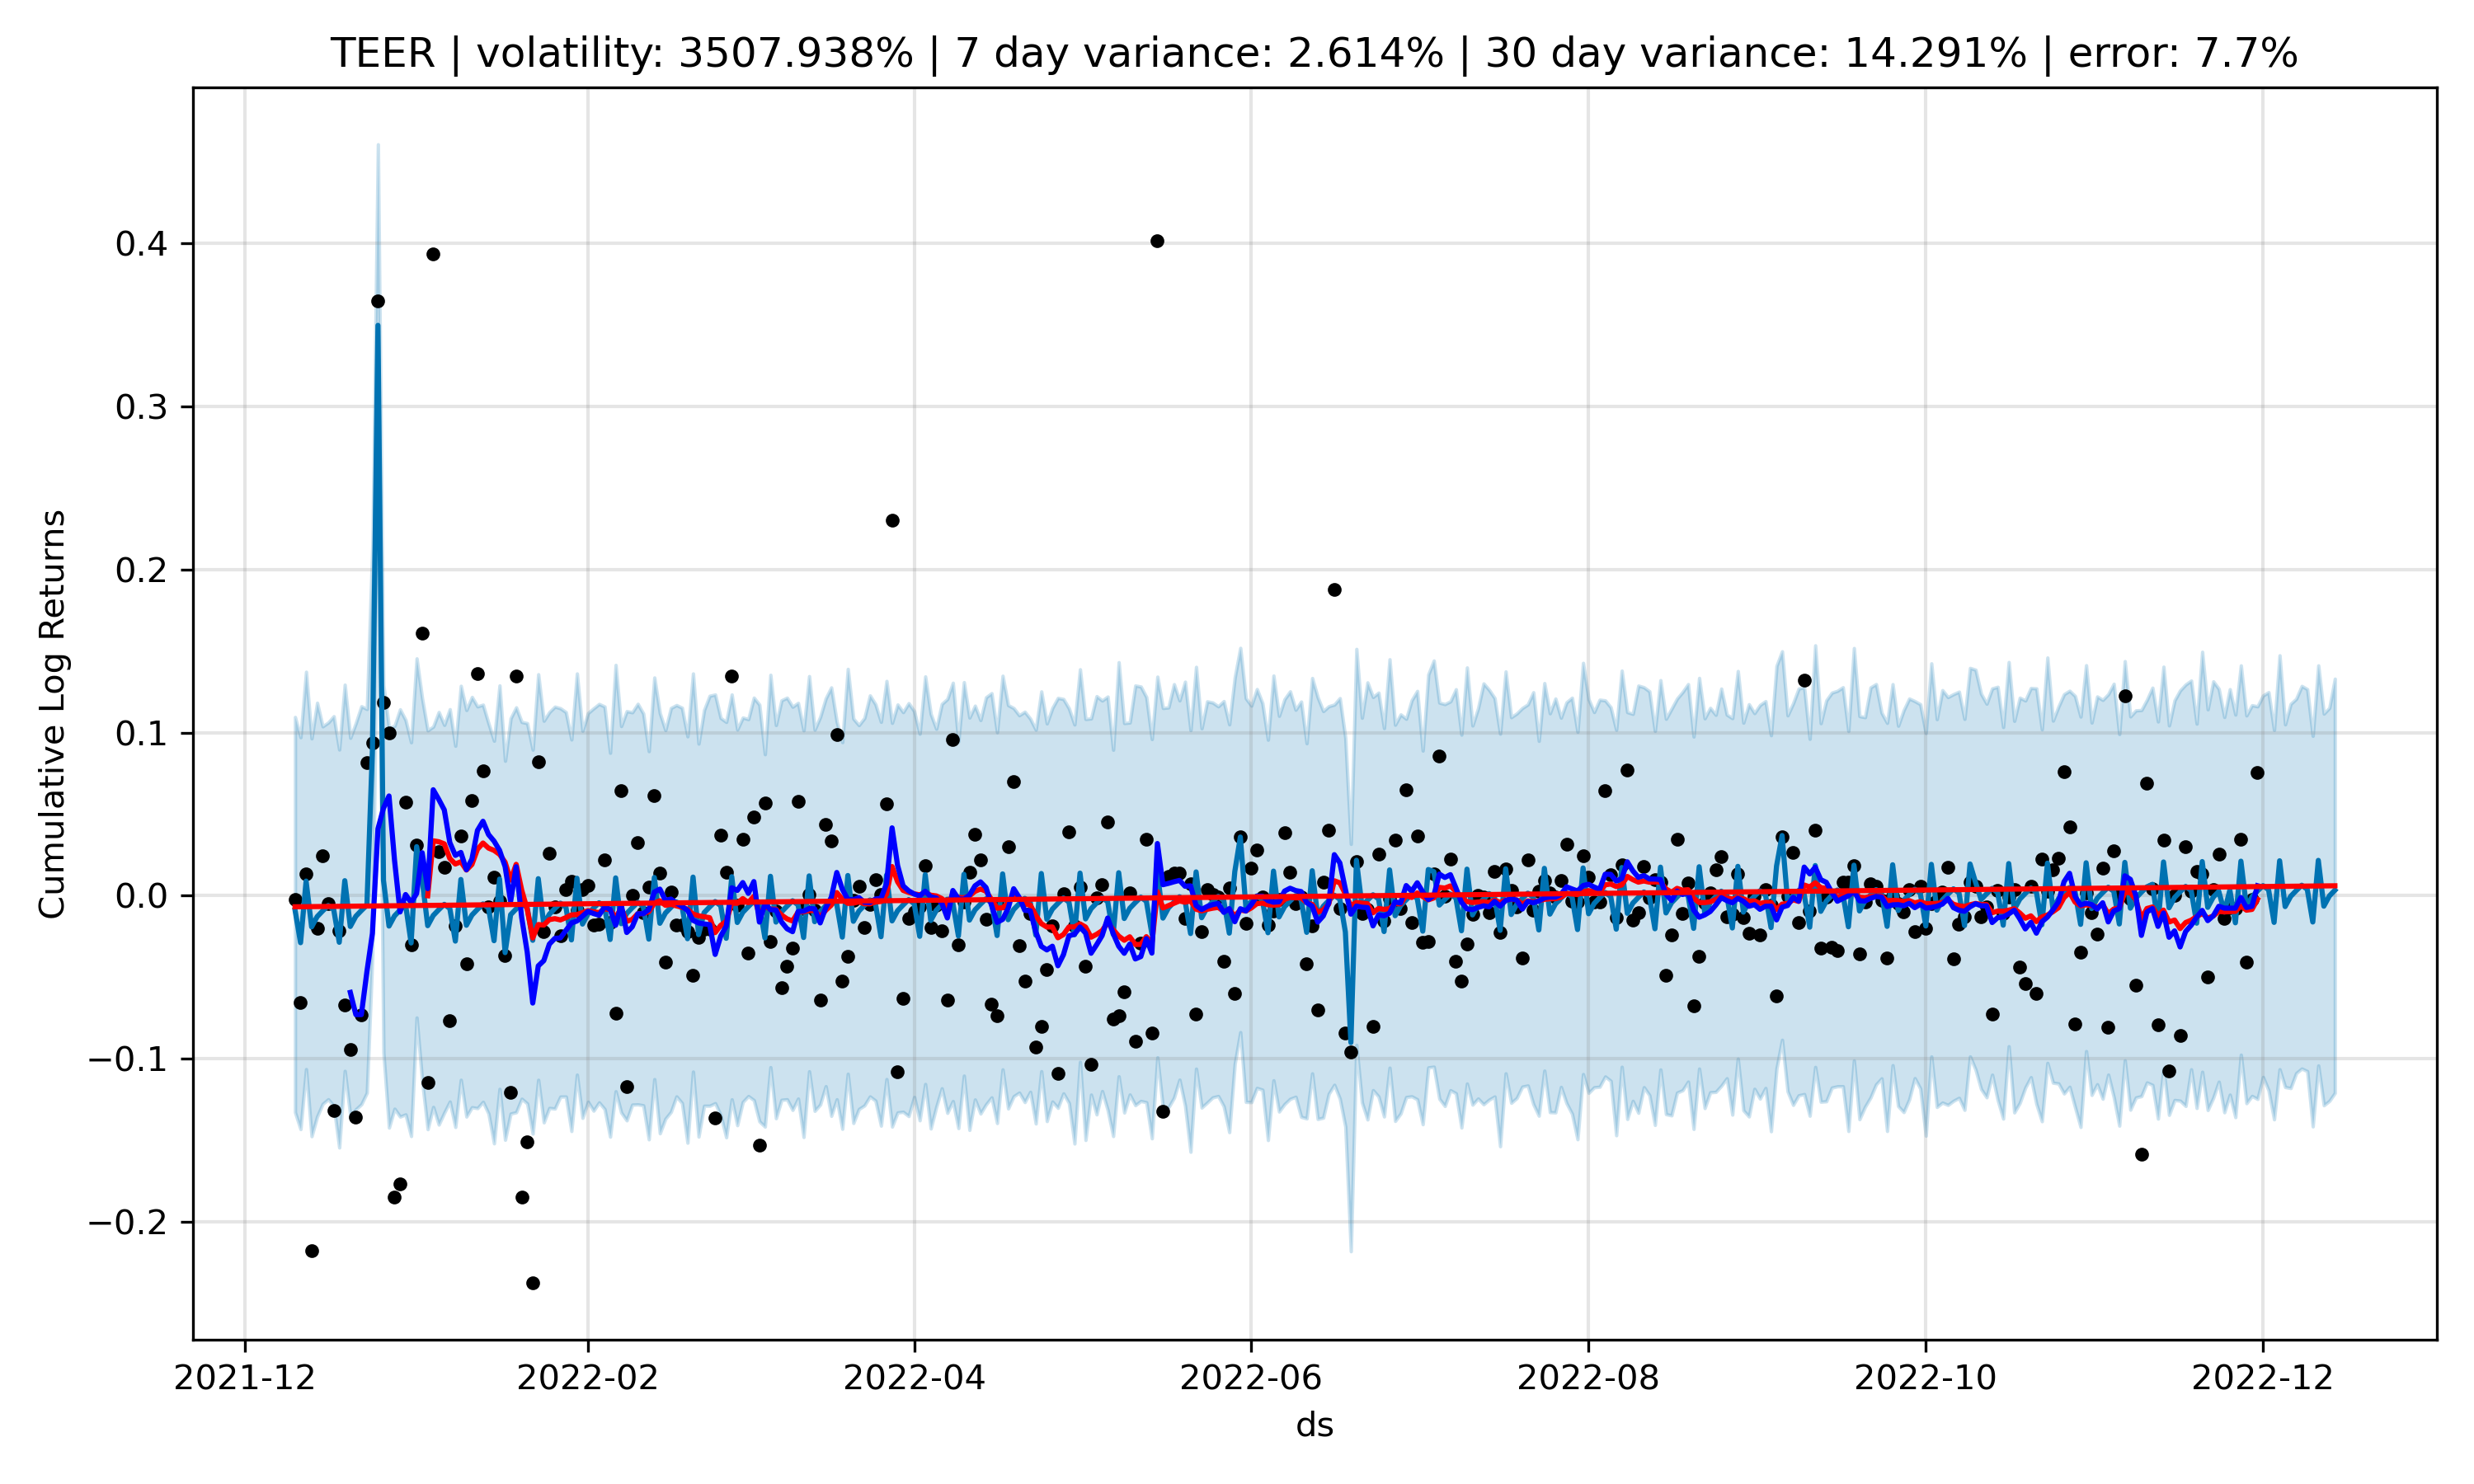 TEER | volatility: 3507.938% | 7 day variance: 2.614% | 30 day variance: 14.291% | error: 7.7%
Cumulative Log Returns
0.4
0.3
0.2
0.1
0.0
−0.1
−0.2
2021-12 2022-02 2022-04 2022-06 2022-08 2022-10 2022-12
ds